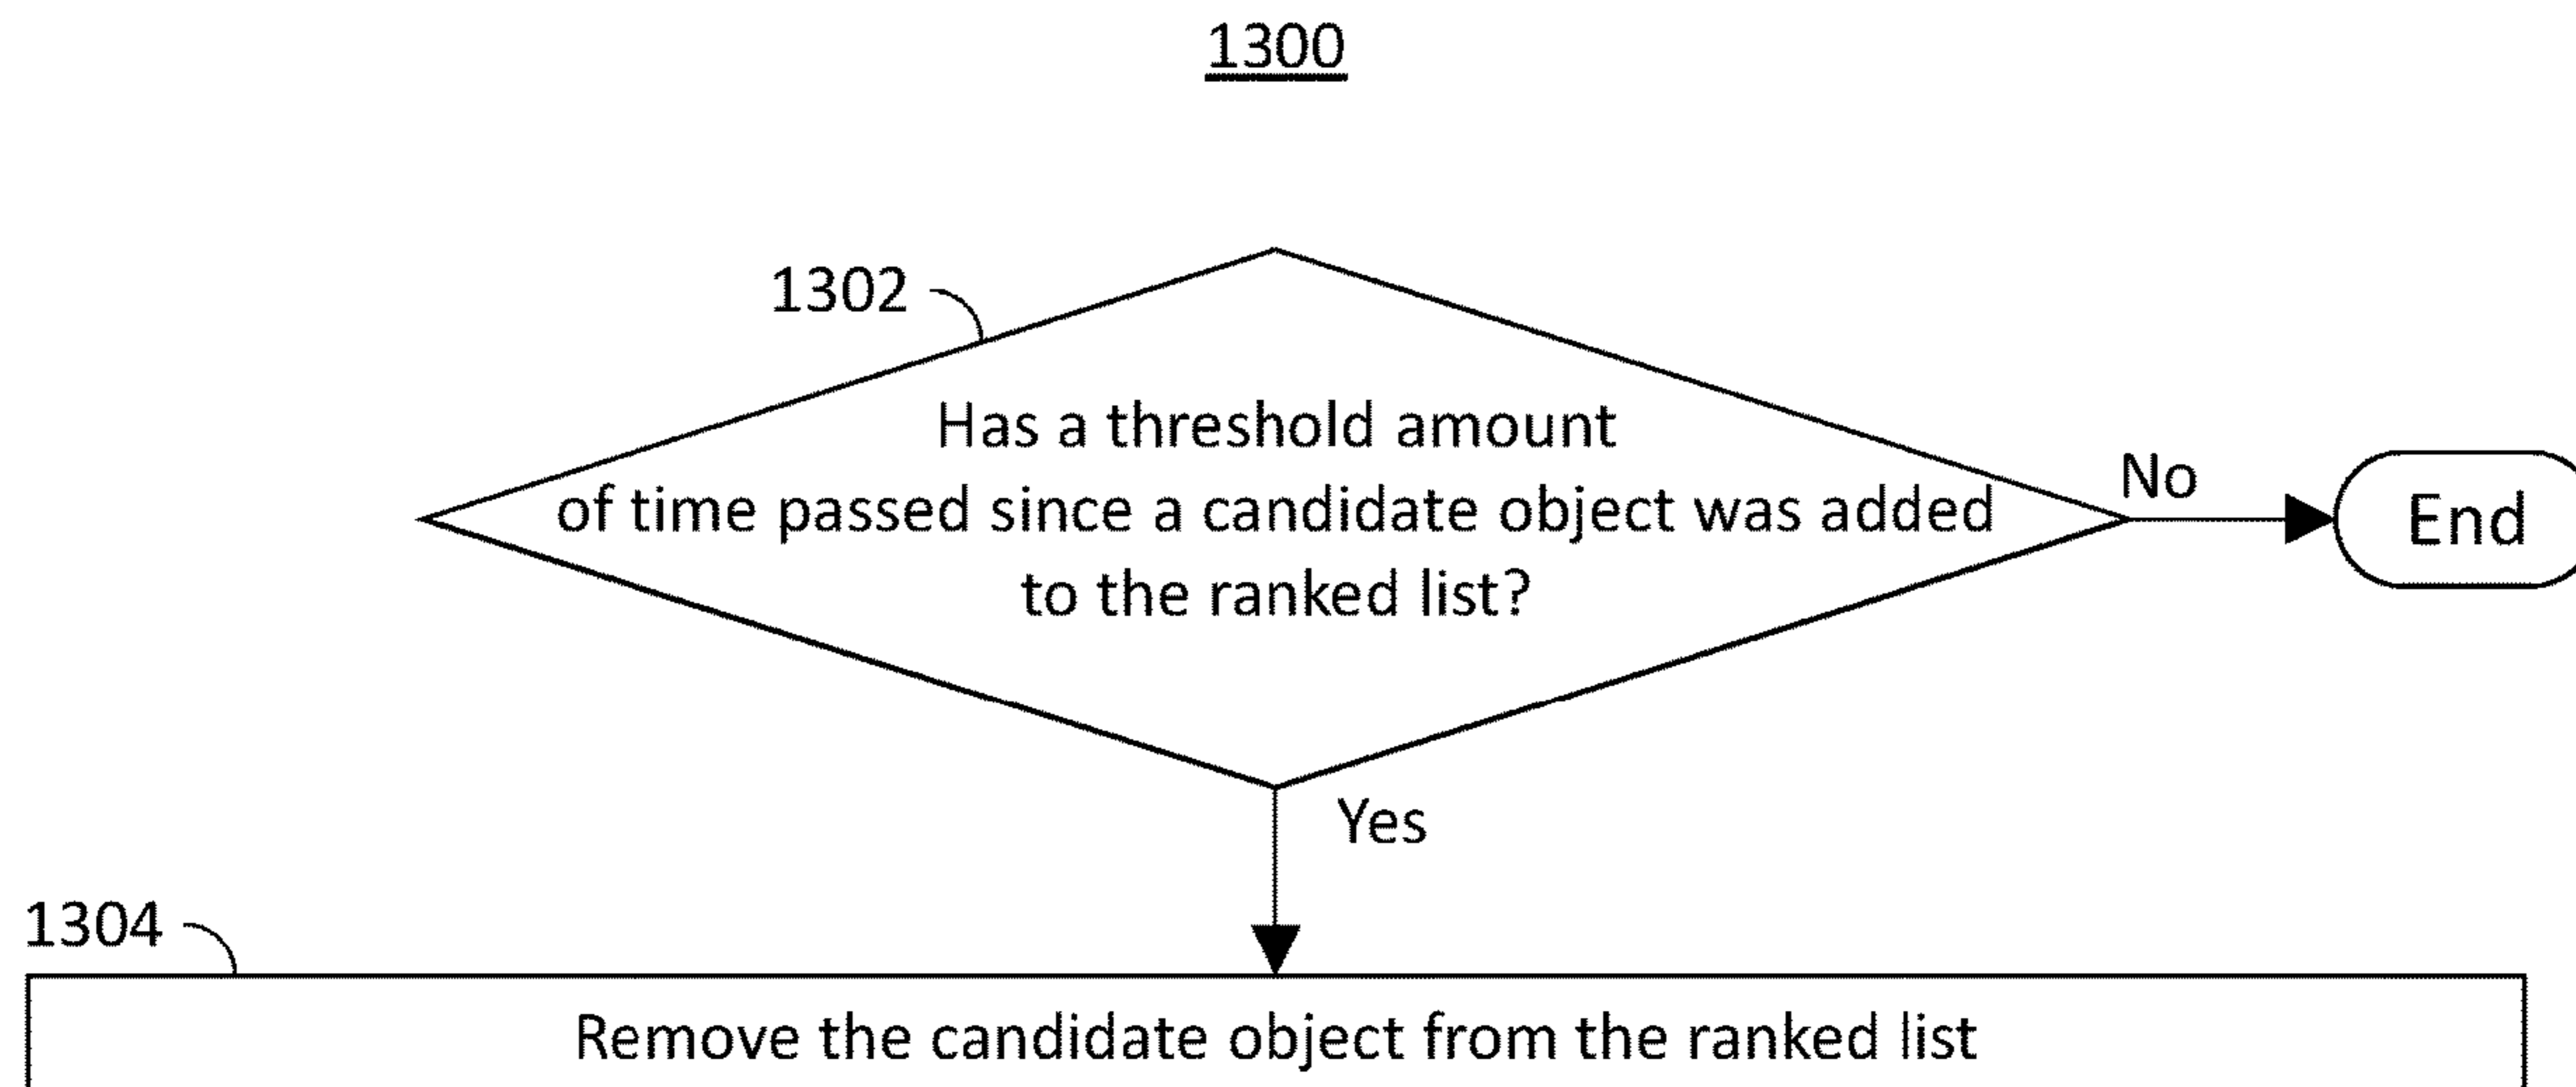 1300
1302
Has a threshold amount
of time passed since a candidate object was added
to the ranked list?
No
End
Yes
1304
Remove the candidate object from the ranked list